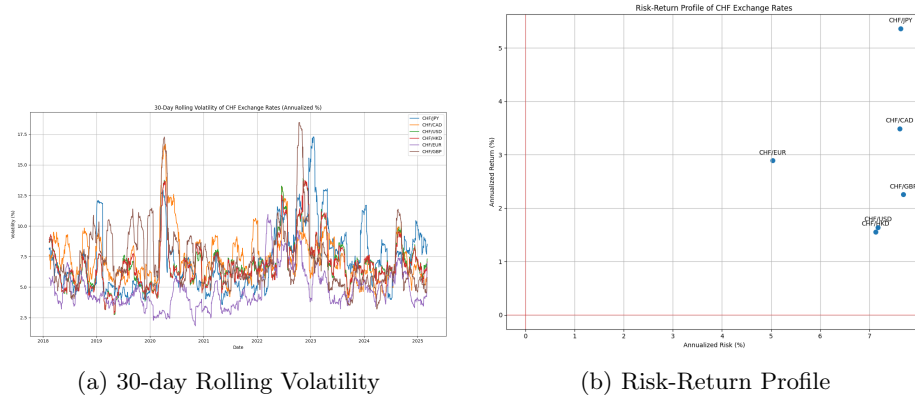 30-Day Rolling Volatility of CHF Exchange Rates (Annualized %)
Volatility (%)
17.5
15.0
12.5
10.0
7.5
5.0
2.5
2018 2019 2020 2021 2022 2023 2024 2025
Date
CHF/JPY
CHF/CAD
CHF/USD
CHF/HKD
CHF/EUR
CHF/GBP
(a) 30-day Rolling Volatility
Risk-Return Profile of CHF Exchange Rates
Annualized Return (%)
5
4
3
2
1
0
0 1 2 3 4 5 6 7
Annualized Risk (%)
CHF/JPY
CHF/CAD
CHF/EUR
CHF/GBP
CHF/USD
CHF/HKD
(b) Risk-Return Profile